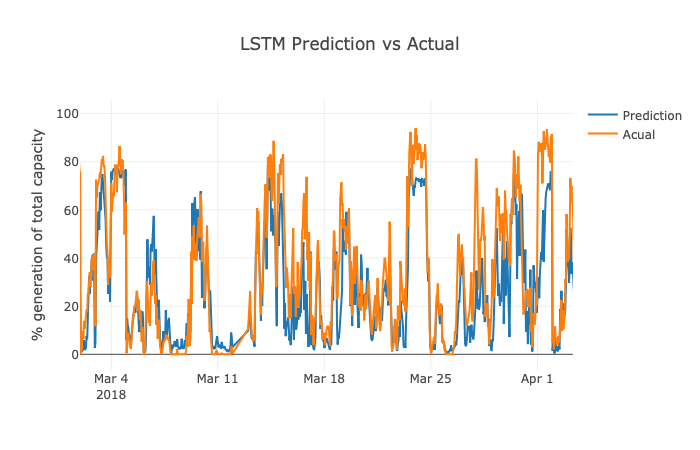 LSTM Prediction vs Actual
% generation of total capacity
100
80
60
40
20
0
Mar 4
2018
Mar 11
Mar 18
Mar 25
Apr 1
Prediction
Acual